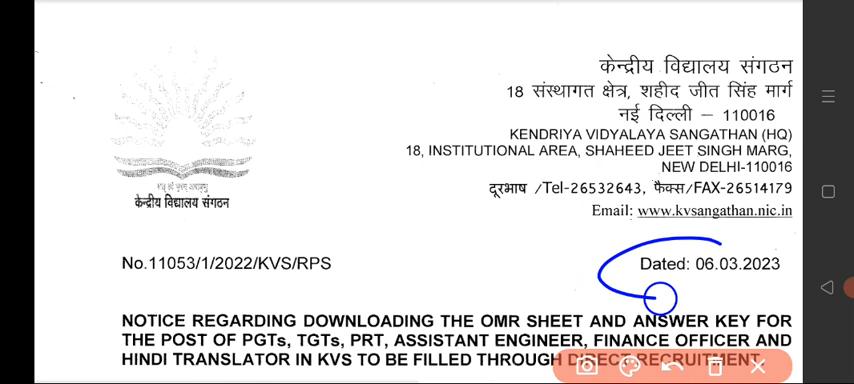 केन्द्रीय विद्यालय संगठन
18 संस्थागत क्षेत्र, शहीद जीत सिंह मार्ग
नई दिल्ली – 110016
KENDRIYA VIDYALAYA SANGATHAN (HQ)
18, INSTITUTIONAL AREA, SHAHEED JEET SINGH MARG,
NEW DELHI-110016
दूरभाष /Tel-26532643, फैक्स/FAX-26514179
Email: www.kvsangathan.nic.in
केन्द्रीय विद्यालय संगठन
No.11053/1/2022/KVS/RPS
Dated: 06.03.2023
NOTICE REGARDING DOWNLOADING THE OMR SHEET AND ANSWER KEY FOR
THE POST OF PGTs, TGTs, PRT, ASSISTANT ENGINEER, FINANCE OFFICER AND
HINDI TRANSLATOR IN KVS TO BE FILLED THROUGH DIRECT RECRUITMENT